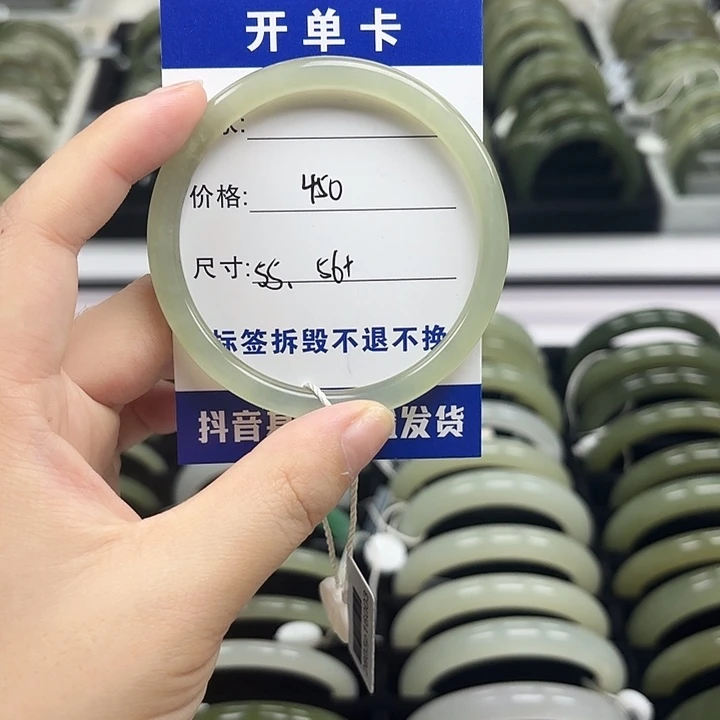 开单卡
价格: 450
尺寸: 55、56+
标签拆毁不退不换
抖音
发货